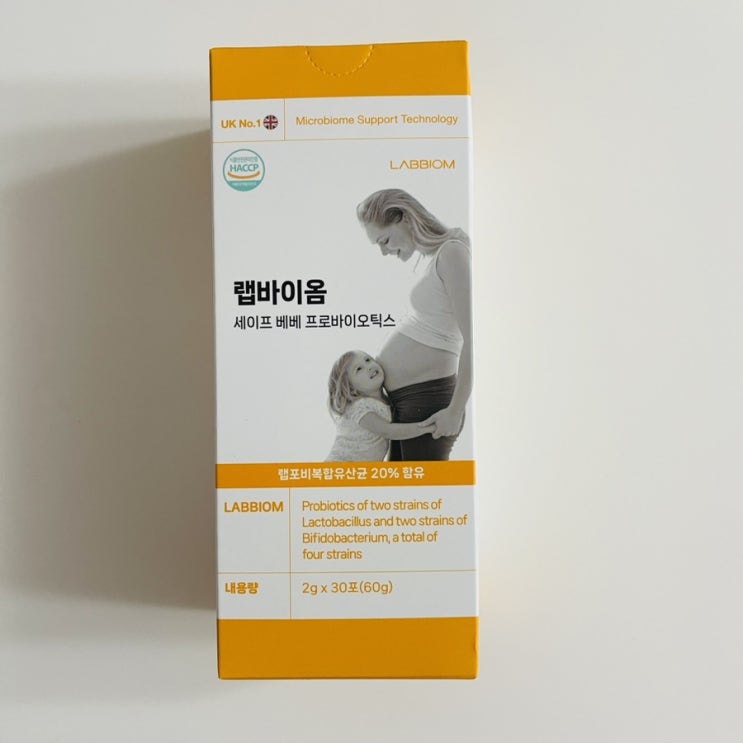 UK No.1
Microbiome Support Technology
HACCP
LABBIOM
랩바이옴
세이프 베베 프로바이오틱스
랩포비복합유산균 20% 함유
LABBIOM
Probiotics of two strains of
Lactobacillus and two strains of
Bifidobacterium, a total of
four strains
내용량
2g x 30포(60g)